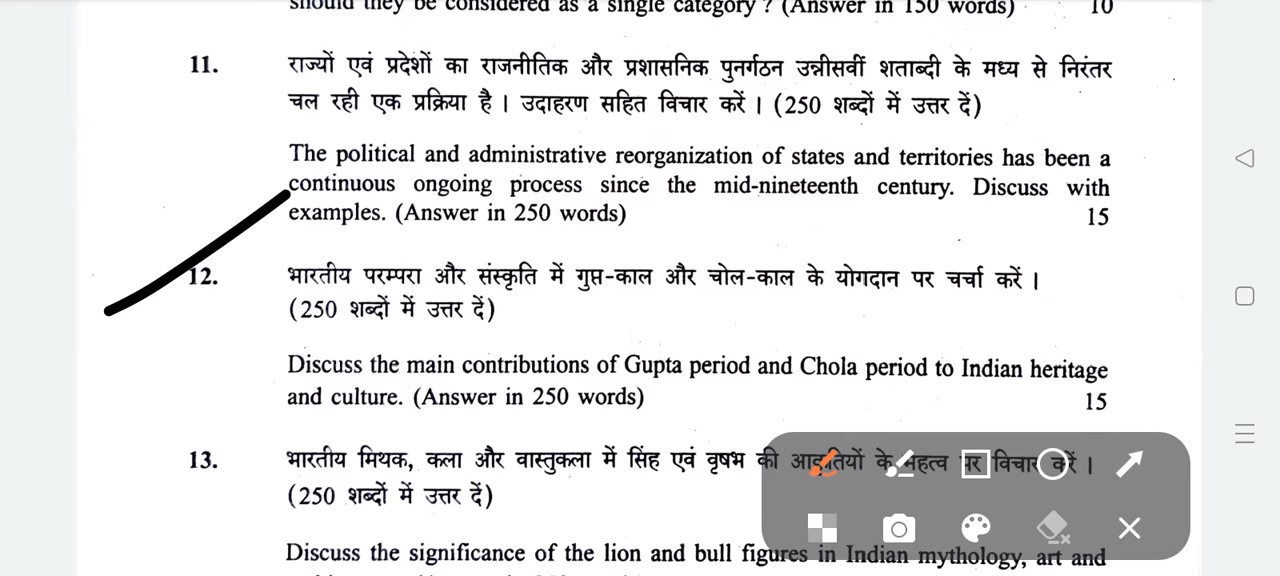 should they be considered as a single category ? (Answer in 150 words) 10
11. राज्यों एवं प्रदेशों का राजनीतिक और प्रशासनिक पुनर्गठन उन्नीसवीं शताब्दी के मध्य से निरंतर
चल रही एक प्रक्रिया है । उदाहरण सहित विचार करें । (250 शब्दों में उत्तर दें)
The political and administrative reorganization of states and territories has been a
continuous ongoing process since the mid-nineteenth century. Discuss with
examples. (Answer in 250 words) 15
12. भारतीय परम्परा और संस्कृति में गुप्त-काल और चोल-काल के योगदान पर चर्चा करें ।
(250 शब्दों में उत्तर दें)
Discuss the main contributions of Gupta period and Chola period to Indian heritage
and culture. (Answer in 250 words) 15
13. भारतीय मिथक, कला और वास्तुकला में सिंह एवं वृषभ की आकृतियों के महत्व पर विचार करें ।
(250 शब्दों में उत्तर दें)
Discuss the significance of the lion and bull figures in Indian mythology, art and